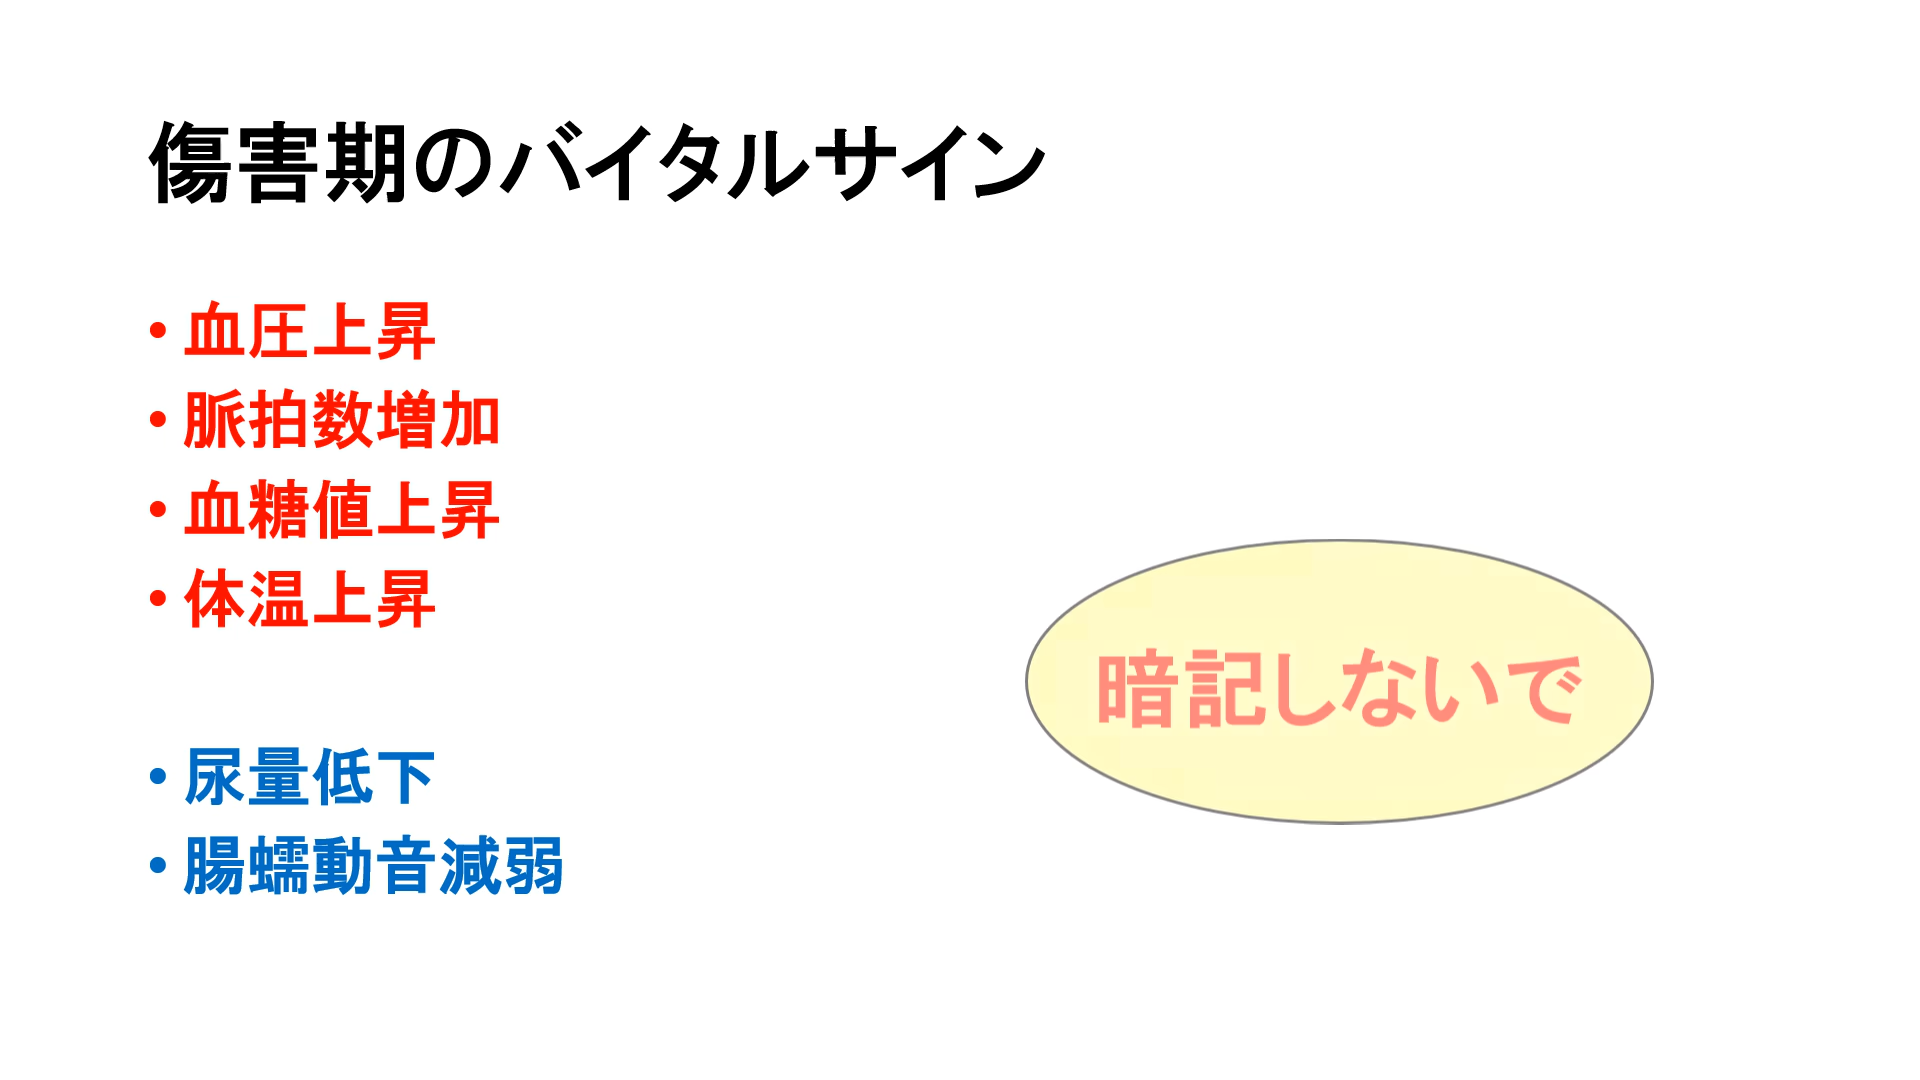 傷害期のバイタルサイン
• 血圧上昇
• 脈拍数増加
• 血糖値上昇
• 体温上昇
• 尿量低下
• 腸蠕動音減弱
暗記しないで